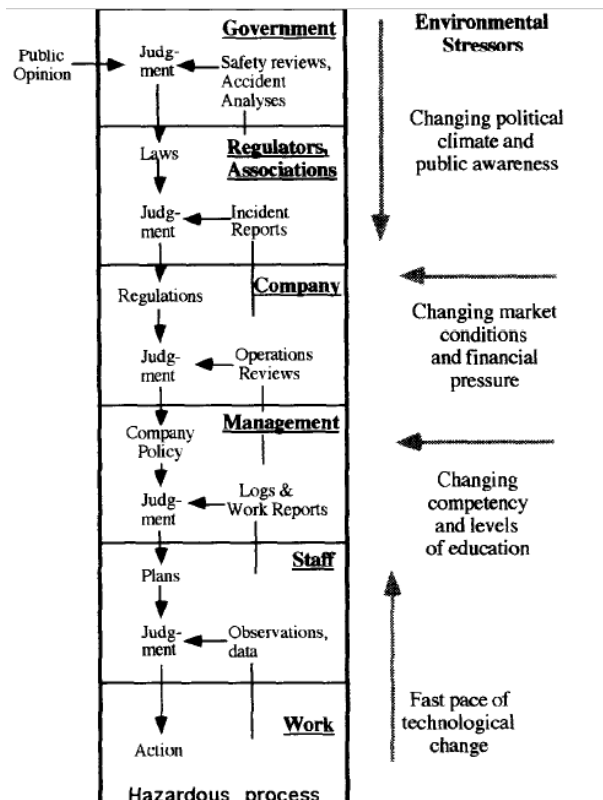 Government
Public
Opinion
Judg-
ment
Safety reviews,
Accident
Analyses
Laws
Regulators,
Associations
Judg-
ment
Incident
Reports
Company
Regulations
Judg-
ment
Operations
Reviews
Management
Company
Policy
Judg-
ment
Logs &
Work Reports
Staff
Plans
Judg-
ment
Observations,
data
Work
Action
Hazardous process
Environmental
Stressors
Changing political
climate and
public awareness
Changing market
conditions
and financial
pressure
Changing
competency
and levels
of education
Fast pace of
technological
change